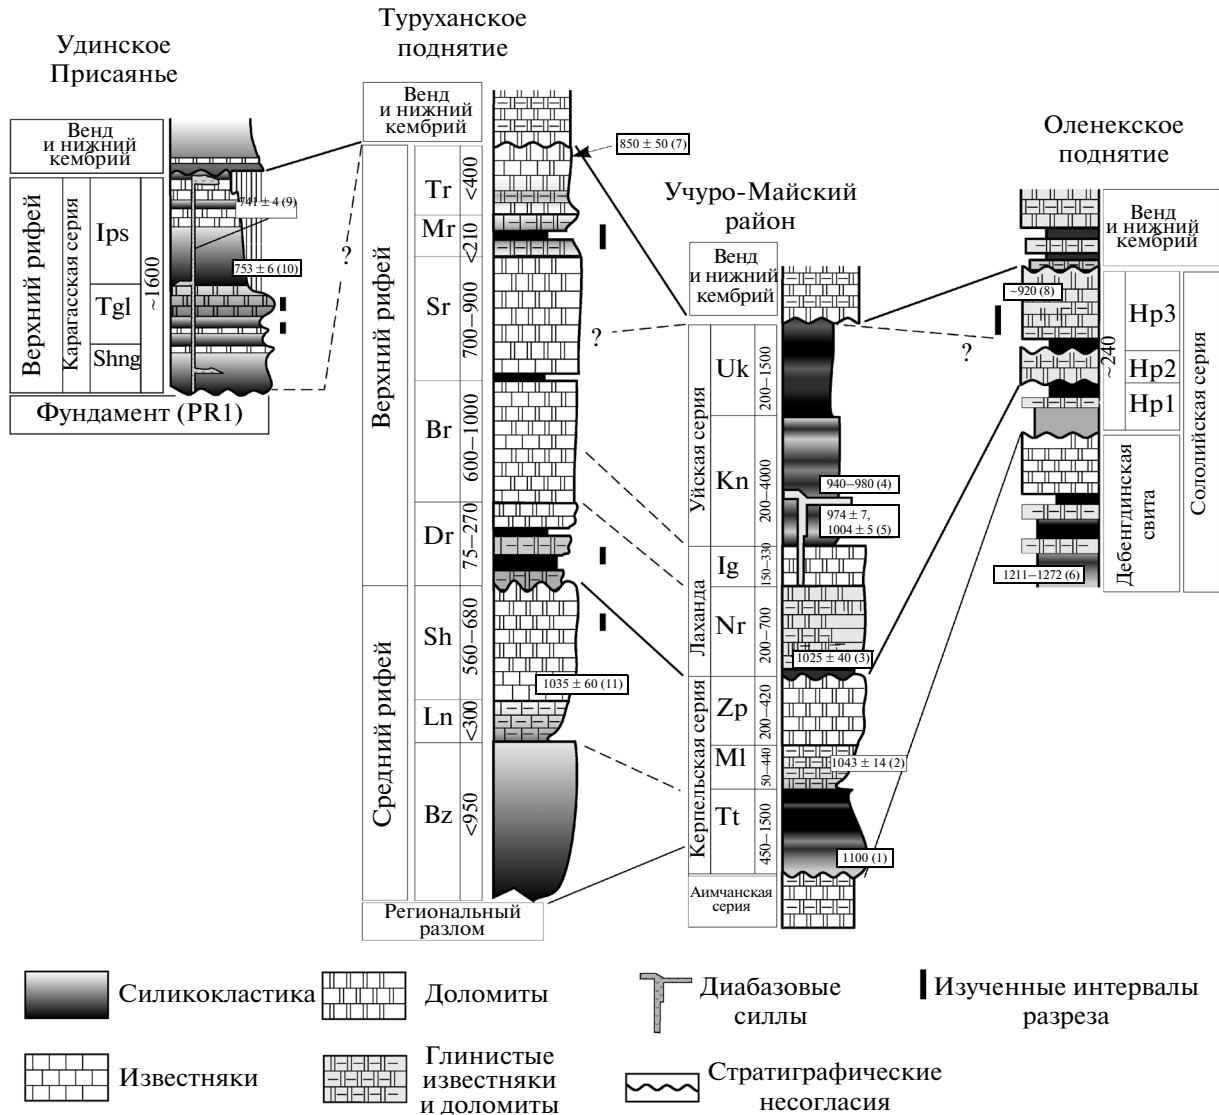 Удинское
Присаянье
Венд
и нижний
кембрий
Верхний рифей
Карагасская серия
Ips
Tgl
Shng
~1600
741 ± 4 (9)
753 ± 6 (10)
Фундамент (PR1)
?
Туруханское
поднятие
Венд
и нижний
кембрий
850 ± 50 (7)
Верхний рифей
Tr
<400
Mr
<210
Sr
700–900
Br
600–1000
Dr
75–270
Средний рифей
Sh
560–680
1035 ± 60 (11)
Ln
<300
Bz
<950
Региональный
разлом
?
Учуро-Майский
район
Венд
и нижний
кембрий
Уйская серия
Uk
200–1500
Kn
200–4000
940–980 (4)
974 ± 7,
1004 ± 5 (5)
Лаханда
Ig
150–330
Nr
200–700
1025 ± 40 (3)
Керпельская серия
Zp
200–420
Ml
50–440
1043 ± 14 (2)
Tt
450–1500
1100 (1)
Аимчанская
серия
?
Оленекское
поднятие
Венд
и нижний
кембрий
~920 (8)
~240
Hp3
Hp2
Hp1
Сололийская серия
Дебенгдинская
свита
1211–1272 (6)
Силикокластика
Доломиты
Диабазовые
силлы
Изученные интервалы
разреза
Известняки
Глинистые
известняки
и доломиты
Стратиграфические
несогласия